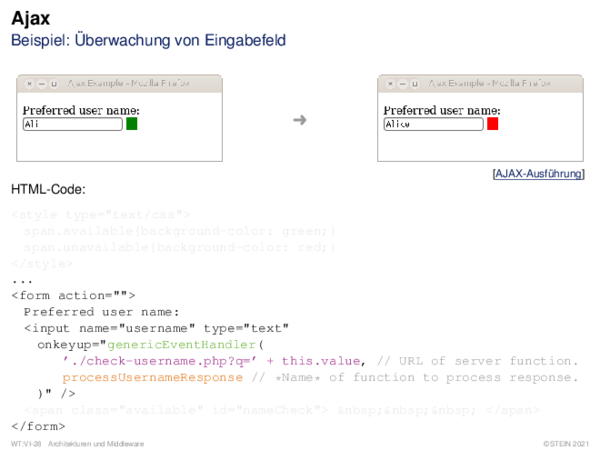 Ajax
Beispiel: Überwachung von Eingabefeld
Ajax Example - Mozilla Firefox
Ajax Example - Mozilla Firefox
Preferred user name:
Preferred user name:
Ali
➜
[AJAX-Ausführung]
HTML-Code:
<style type="text/css">
span.available{background-color: green;}
span.unavailable{background-color: red;}
</style>
...
<form action="">
Preferred user name:
<input name="username" type="text"
onkeyup="genericEventHandler(
'./check-username.php?q=' + this.value, // URL of server function.
processUsernameResponse // *Name* of function to process response.
)" />
<span class="available" id="nameCheck"> &nbsp;&nbsp;&nbsp; </span>
</form>
WT:VI-28 Architekturen und Middleware
©STEIN 2021